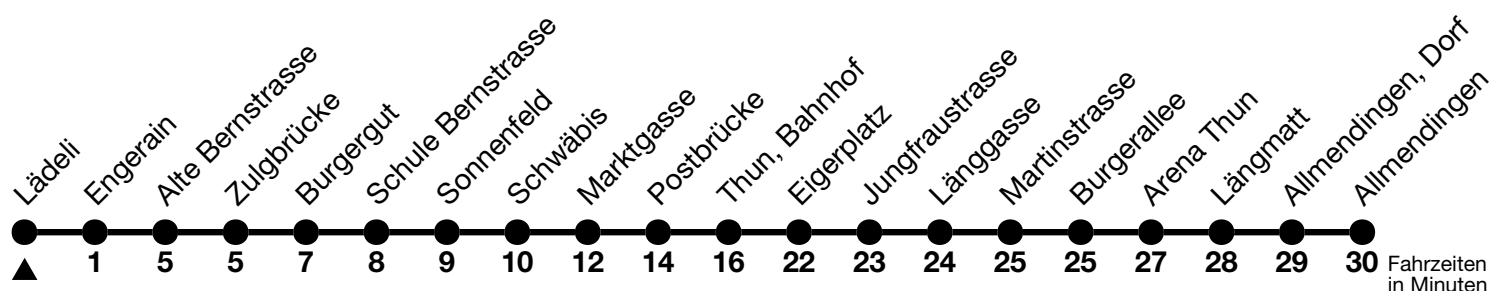 Lädeli
Engerain
Alte Bernstrasse
Zulgbrücke
Burgergut
Schule Bernstrasse
Sonnenfeld
Schwäbis
Marktgasse
Postbrücke
Thun, Bahnhof
Eigerplatz
Jungfraustrasse
Länggasse
Martinstrasse
Burgerallee
Arena Thun
Längmatt
Allmendingen, Dorf
Allmendingen
1 5 5 7 8 9 10 12 14 16 22 23 24 25 25 27 28 29 30 Fahrzeiten
in Minuten